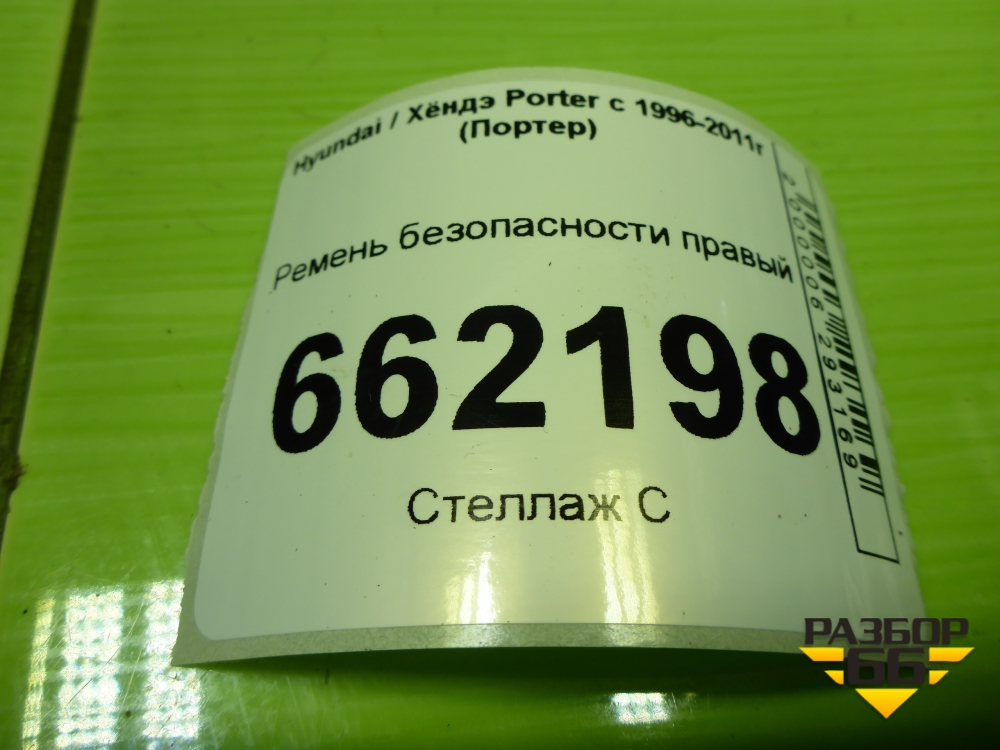 Hyundai / Хёндэ Porter с 1996-2011г
(Портер)
Ремень безопасности правый
662198
Стеллаж С
2000006293169
РАЗБОР
66